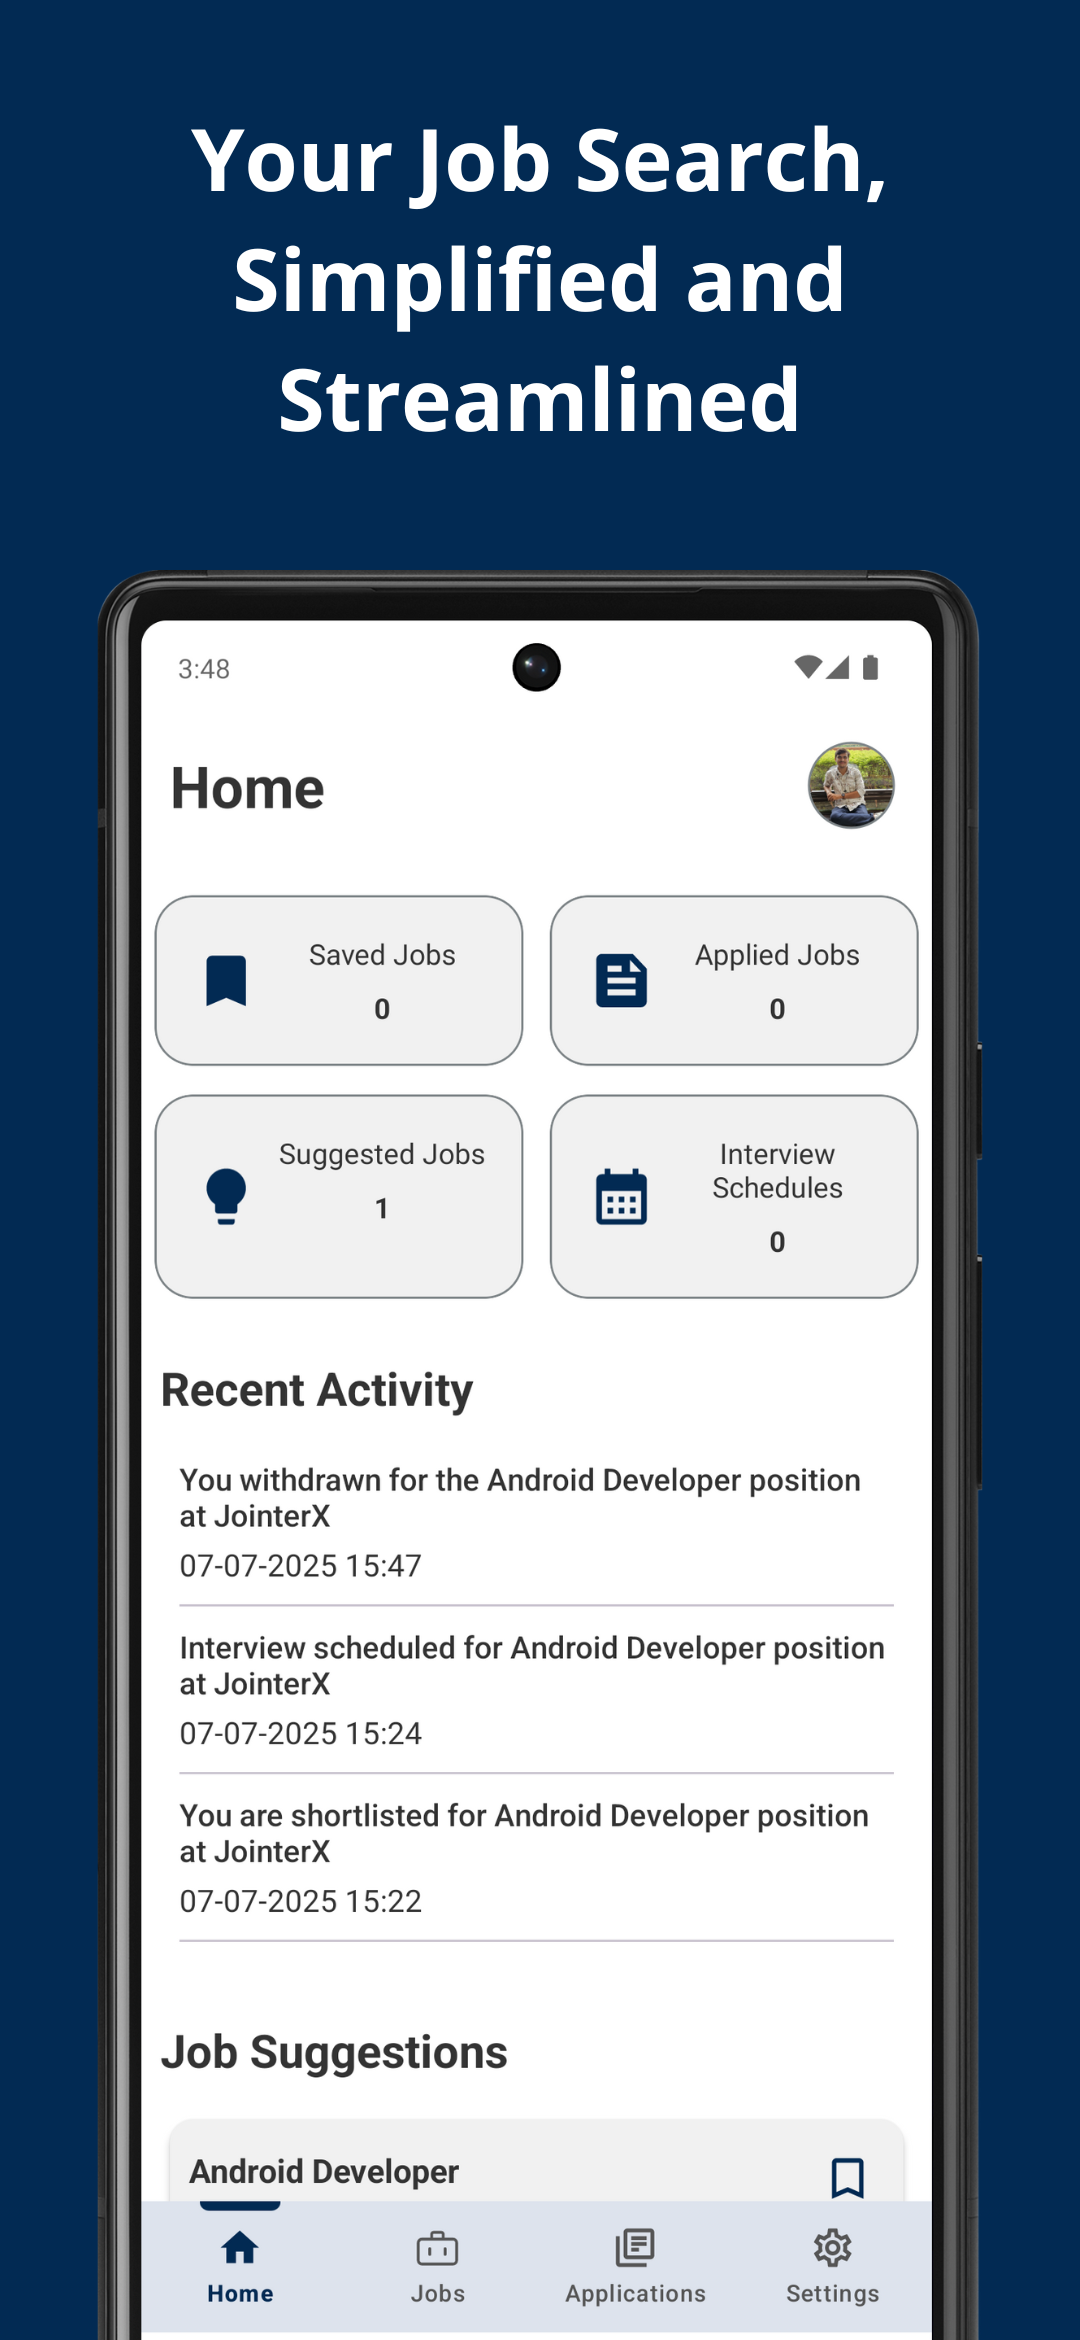 Your Job Search,
Simplified and
Streamlined
3:48
Home
Saved Jobs
0
Applied Jobs
0
Suggested Jobs
1
Interview
Schedules
0
Recent Activity
You withdrawn for the Android Developer position
at JointerX
07-07-2025 15:47
Interview scheduled for Android Developer position
at JointerX
07-07-2025 15:24
You are shortlisted for Android Developer position
at JointerX
07-07-2025 15:22
Job Suggestions
Android Developer
Home
Jobs
Applications
Settings